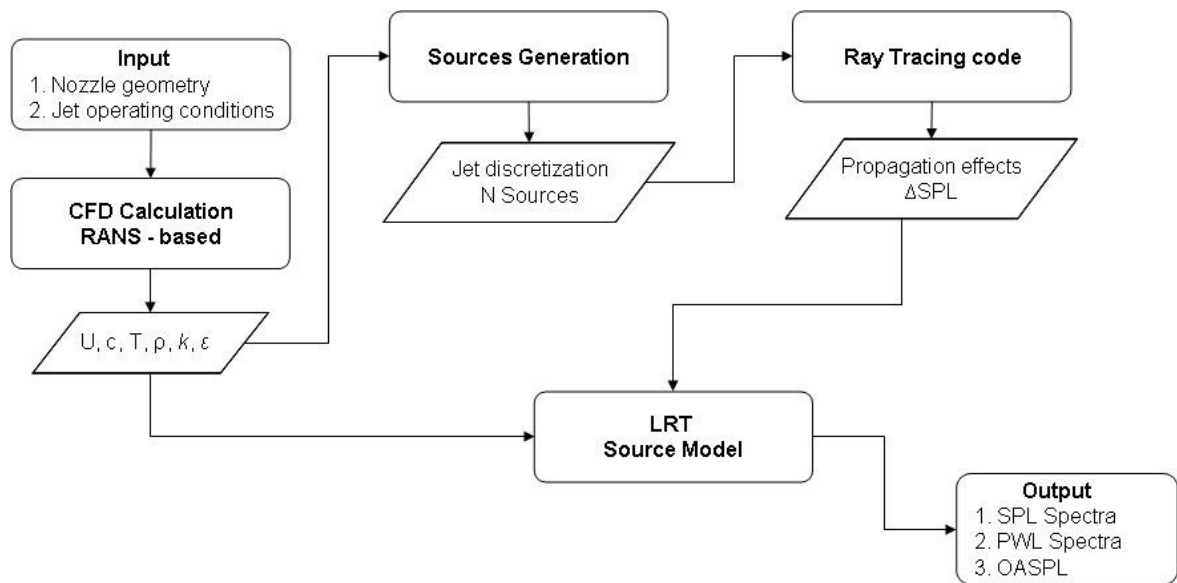 Input
1. Nozzle geometry
2. Jet operating conditions
CFD Calculation
RANS - based
U, c, T, ρ, k, ε
Sources Generation
Jet discretization
N Sources
Ray Tracing code
Propagation effects
ΔSPL
LRT
Source Model
Output
1. SPL Spectra
2. PWL Spectra
3. OASPL